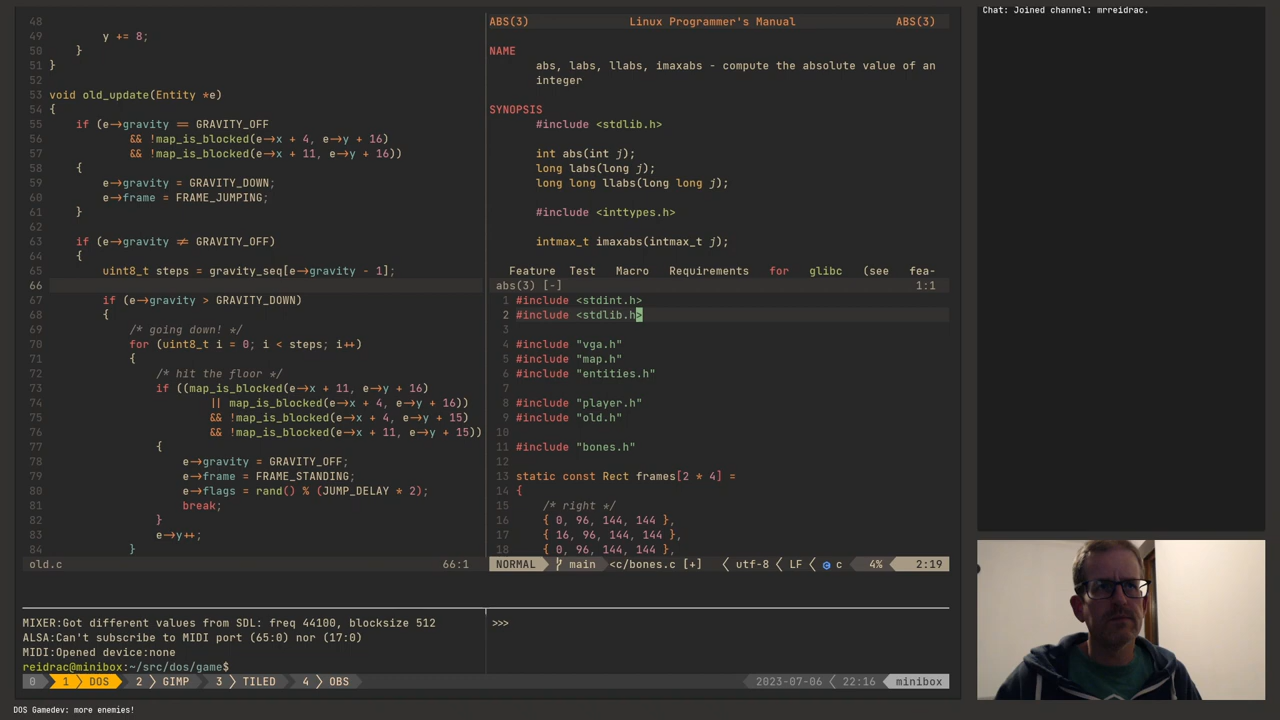 48
49 y += 8;
50 }
51 }
52
53 void old_update(Entity *e)
54 {
55 if (e->gravity == GRAVITY_OFF
56 && !map_is_blocked(e->x + 4, e->y + 16)
57 && !map_is_blocked(e->x + 11, e->y + 16))
58 {
59 e->gravity = GRAVITY_DOWN;
60 e->frame = FRAME_JUMPING;
61 }
62
63 if (e->gravity != GRAVITY_OFF)
64 {
65 uint8_t steps = gravity_seq[e->gravity - 1];
66
67 if (e->gravity > GRAVITY_DOWN)
68 {
69 /* going down! */
70 for (uint8_t i = 0; i < steps; i++)
71 {
72 /* hit the floor */
73 if ((map_is_blocked(e->x + 11, e->y + 16)
74 || map_is_blocked(e->x + 4, e->y + 16))
75 && !map_is_blocked(e->x + 4, e->y + 15)
76 && !map_is_blocked(e->x + 11, e->y + 15))
77 {
78 e->gravity = GRAVITY_OFF;
79 e->frame = FRAME_STANDING;
80 e->flags = rand() % (JUMP_DELAY * 2);
81 break;
82 }
83 e->y++;
84 }
old.c 66:1
ABS(3) Linux Programmer's Manual ABS(3)
NAME
abs, labs, llabs, imaxabs - compute the absolute value of an
integer
SYNOPSIS
#include <stdlib.h>
int abs(int j);
long labs(long j);
long long llabs(long long j);
#include <inttypes.h>
intmax_t imaxabs(intmax_t j);
Feature Test Macro Requirements for glibc (see fea-
abs(3) [-] 1:1
1 #include <stdint.h>
2 #include <stdlib.h>
3
4 #include "vga.h"
5 #include "map.h"
6 #include "entities.h"
7
8 #include "player.h"
9 #include "old.h"
10
11 #include "bones.h"
12
13 static const Rect frames[2 * 4] =
14 {
15 /* right */
16 { 0, 96, 144, 144 },
17 { 16, 96, 144, 144 },
18 { 0, 96, 144, 144 },
NORMAL main <c/bones.c [+] utf-8 LF c 4% 2:19
MIXER:Got different values from SDL: freq 44100, blocksize 512
ALSA:Can't subscribe to MIDI port (65:0) nor (17:0)
MIDI:Opened device:none
reidrac@minibox:~/src/dos/game$
>>>
0 1 DOS 2 GIMP 3 TILED 4 OBS 2023-07-06 22:16 minibox
DOS Gamedev: more enemies!
Chat: Joined channel: mrreidrac.